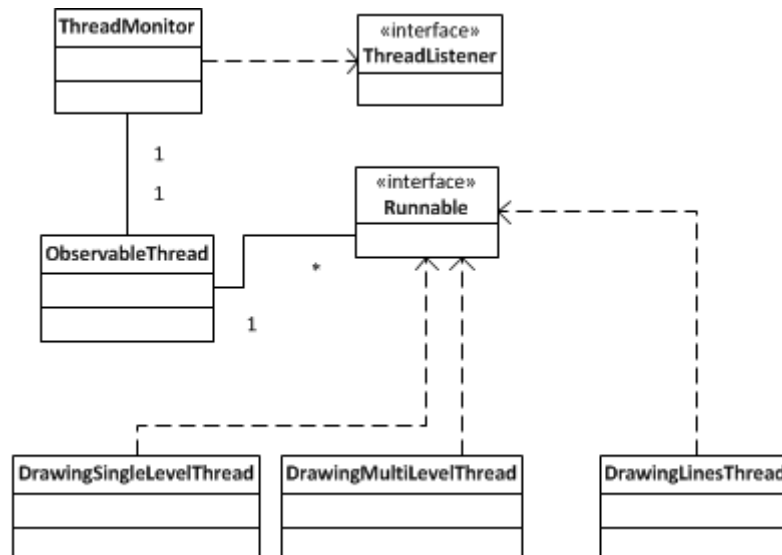 ThreadMonitor
«interface»
ThreadListener
1
1
«interface»
Runnable
ObservableThread
*
1
DrawingSingleLevelThread
DrawingMultiLevelThread
DrawingLinesThread